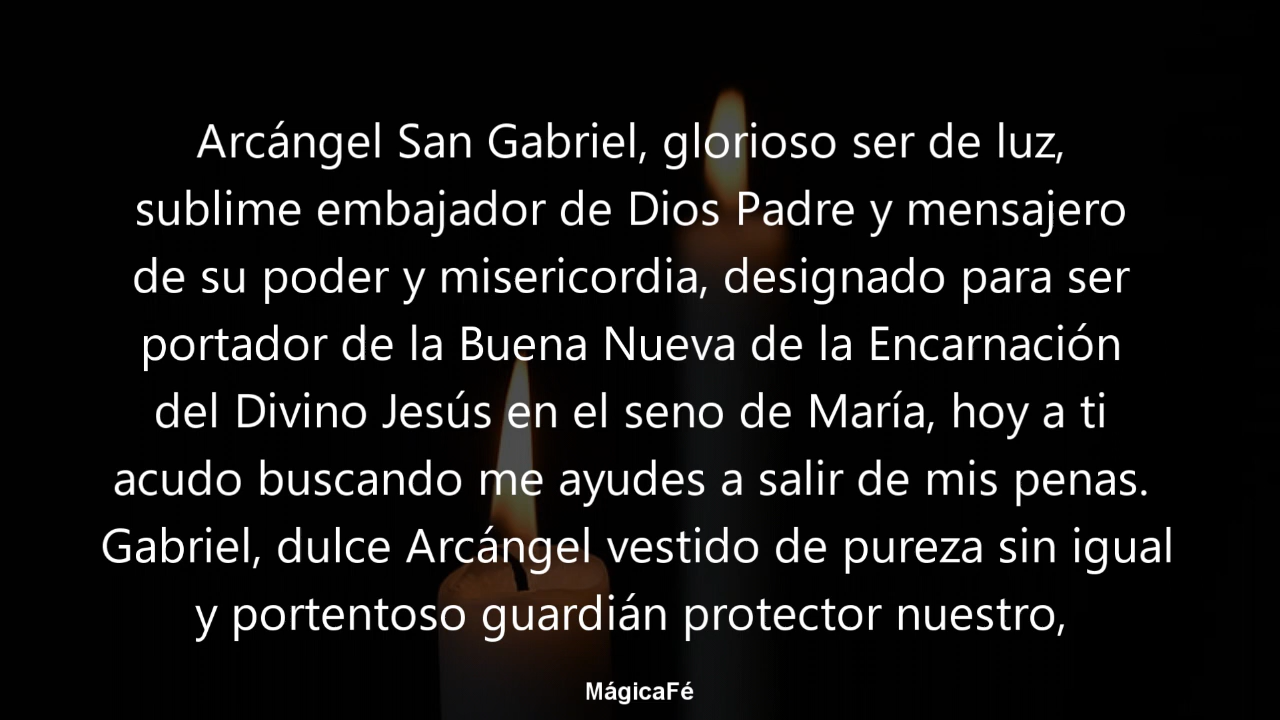 Arcángel San Gabriel, glorioso ser de luz,
sublime embajador de Dios Padre y mensajero
de su poder y misericordia, designado para ser
portador de la Buena Nueva de la Encarnación
del Divino Jesús en el seno de María, hoy a ti
acudo buscando me ayudes a salir de mis penas.
Gabriel, dulce Arcángel vestido de pureza sin igual
y portentoso guardián protector nuestro,
MágicaFé